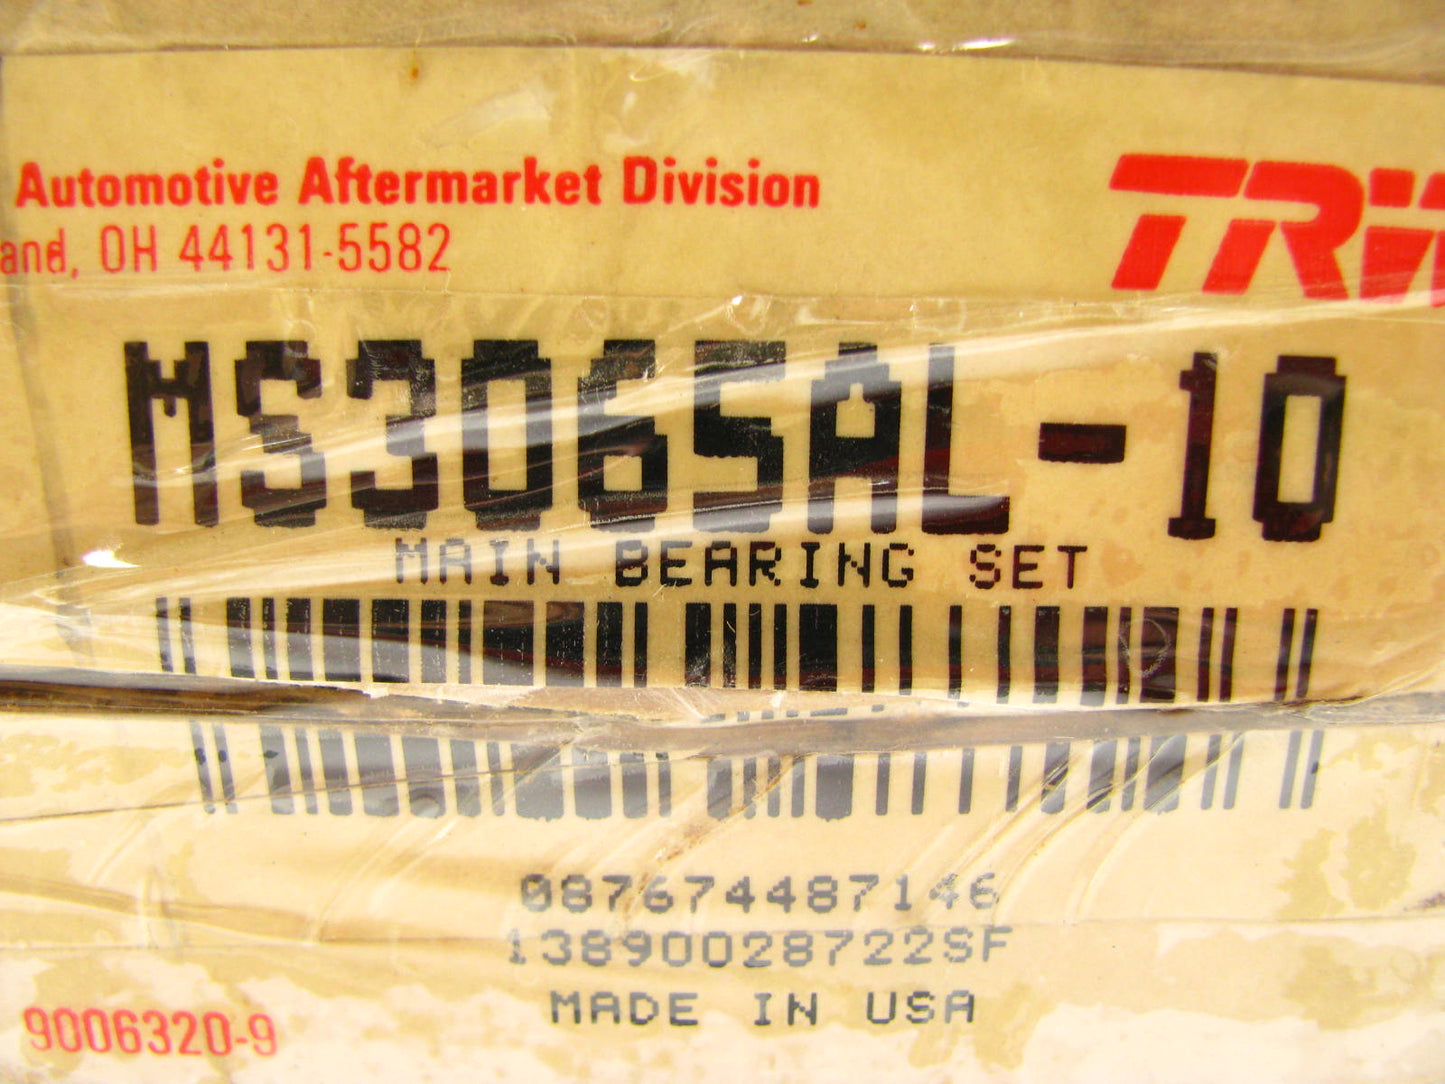 Automotive Aftermarket Division
and, OH 44131-5582
TRW
MS3065AL-10
MAIN BEARING SET
087674487146
13890028722SF
MADE IN USA
9006320-9